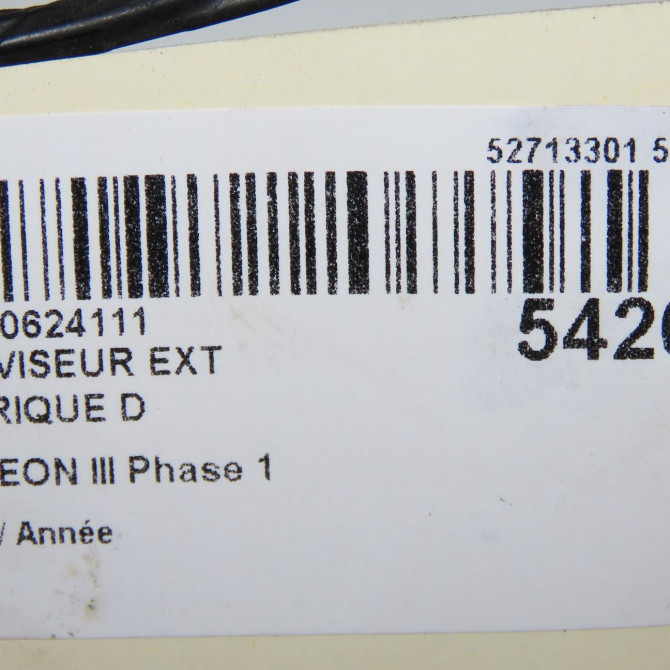 52713301 5
0624111
5420
VISEUR EXT
RIQUE D
EON III Phase 1
/ Année